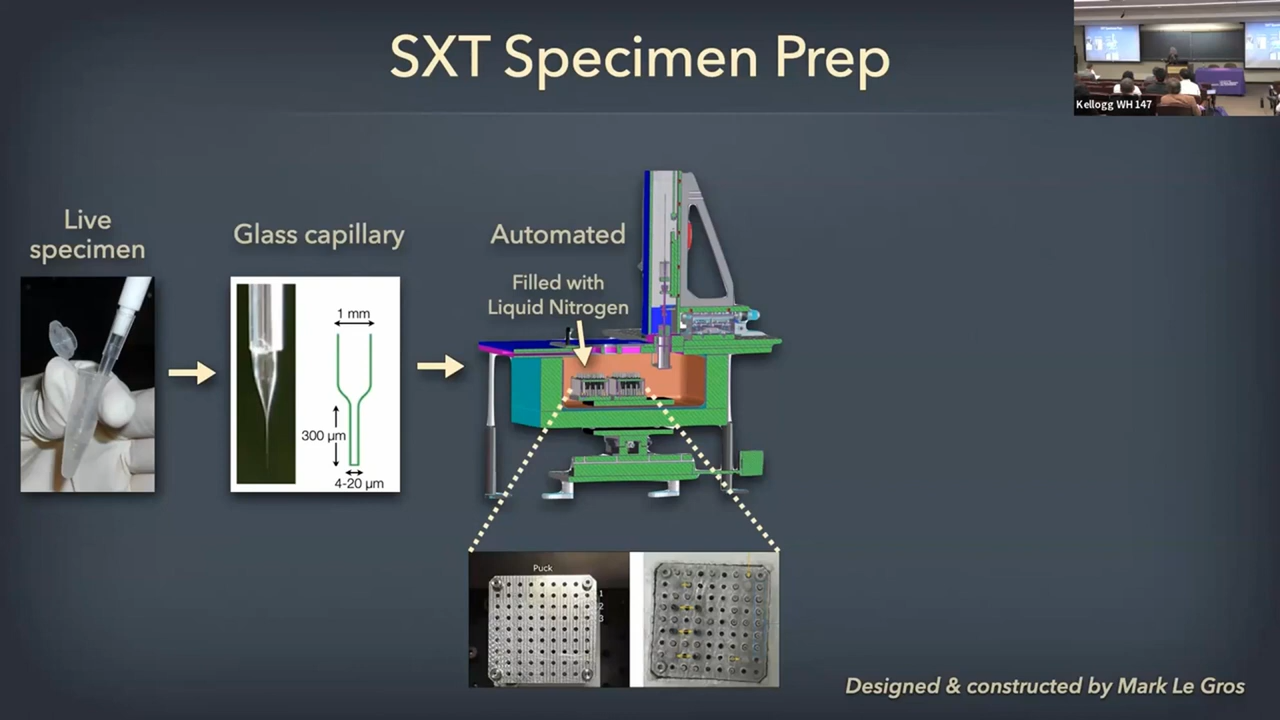 SXT Specimen Prep
Kellogg WH 147
Live
specimen
Glass capillary
Automated
Filled with
Liquid Nitrogen
1 mm
300 µm
4-20 µm
Puck
1
2
3
Designed & constructed by Mark Le Gros